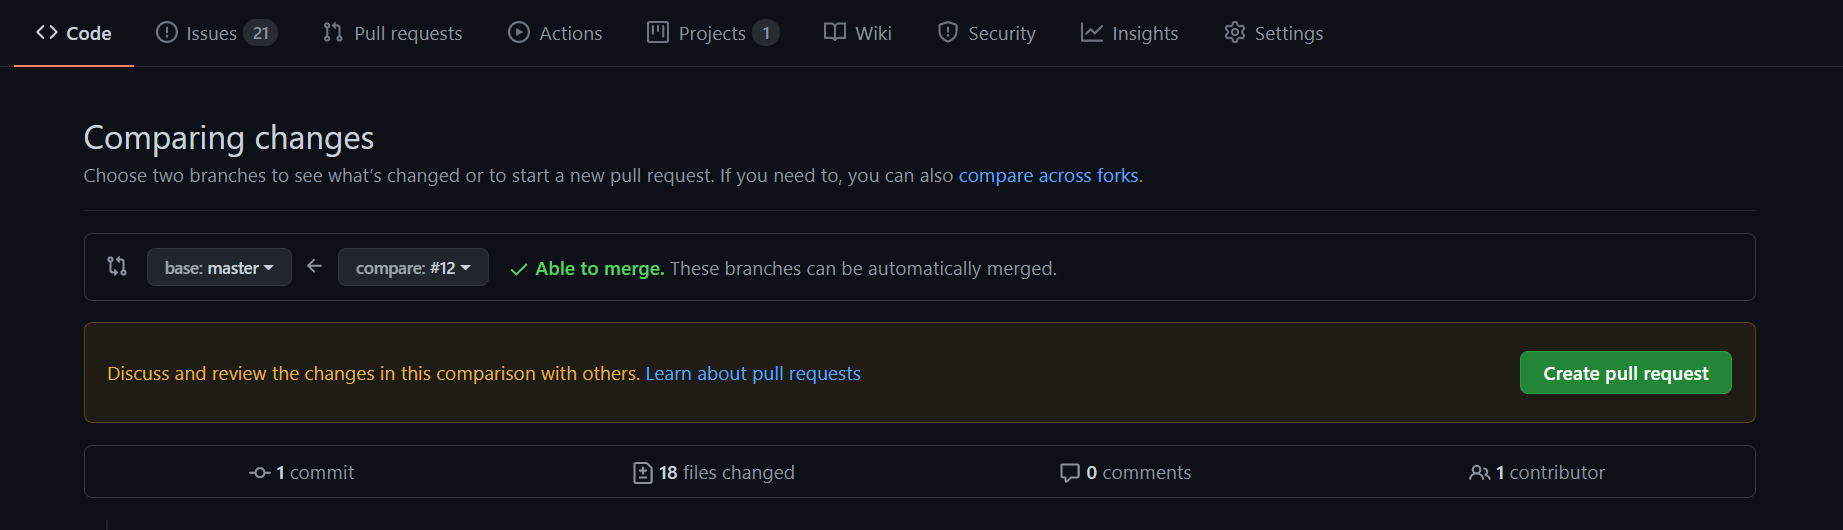 Code Issues 21 Pull requests Actions Projects 1 Wiki Security Insights Settings
Comparing changes
Choose two branches to see what's changed or to start a new pull request. If you need to, you can also compare across forks.
base: master compare: #12 Able to merge. These branches can be automatically merged.
Discuss and review the changes in this comparison with others. Learn about pull requests Create pull request
1 commit 18 files changed 0 comments 1 contributor